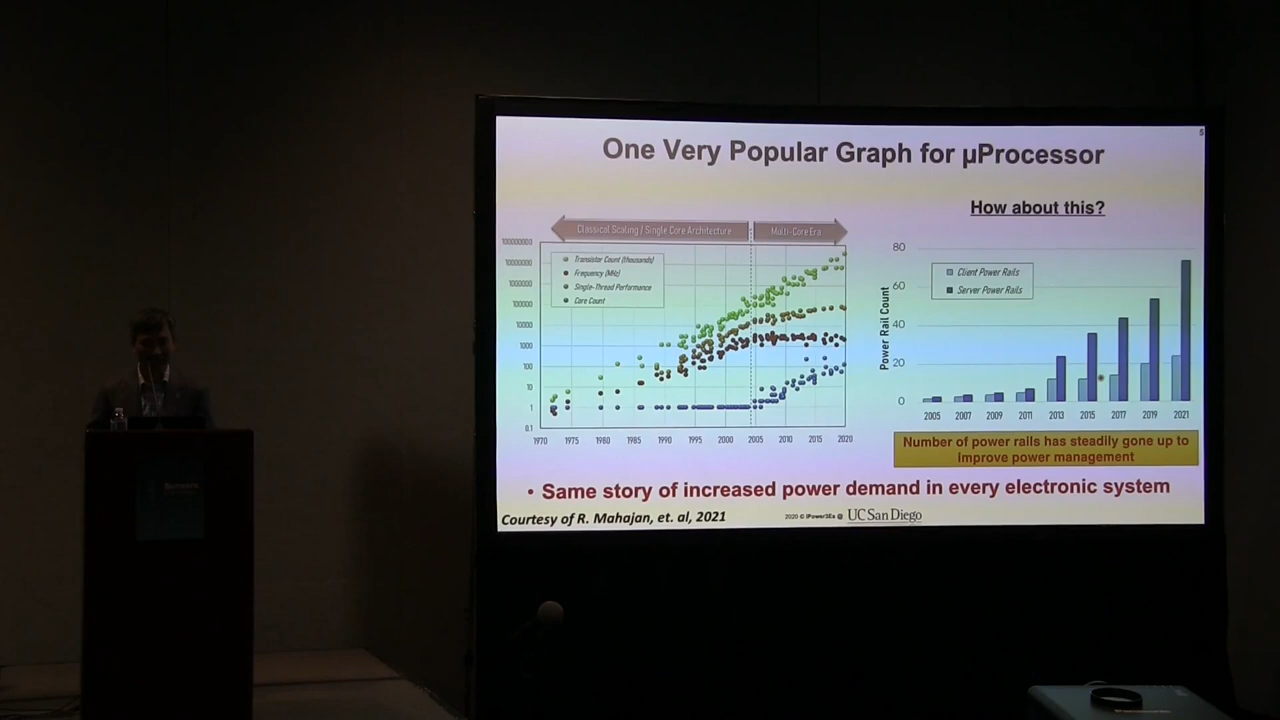 5
One Very Popular Graph for µProcessor
How about this?
Classical Scaling / Single Core Architecture
Multi-Core Era
100000000
10000000
1000000
100000
10000
1000
100
10
1
0.1
Transistor Count (thousands)
Frequency (MHz)
Single-Thread Performance
Core Count
1970 1975 1980 1985 1990 1995 2000 2005 2010 2015 2020
Power Rail Count
80
60
40
20
0
Client Power Rails
Server Power Rails
2005 2007 2009 2011 2013 2015 2017 2019 2021
Number of power rails has steadily gone up to
improve power management
• Same story of increased power demand in every electronic system
Courtesy of R. Mahajan, et. al, 2021
2020 © iPower3Es @ UC San Diego